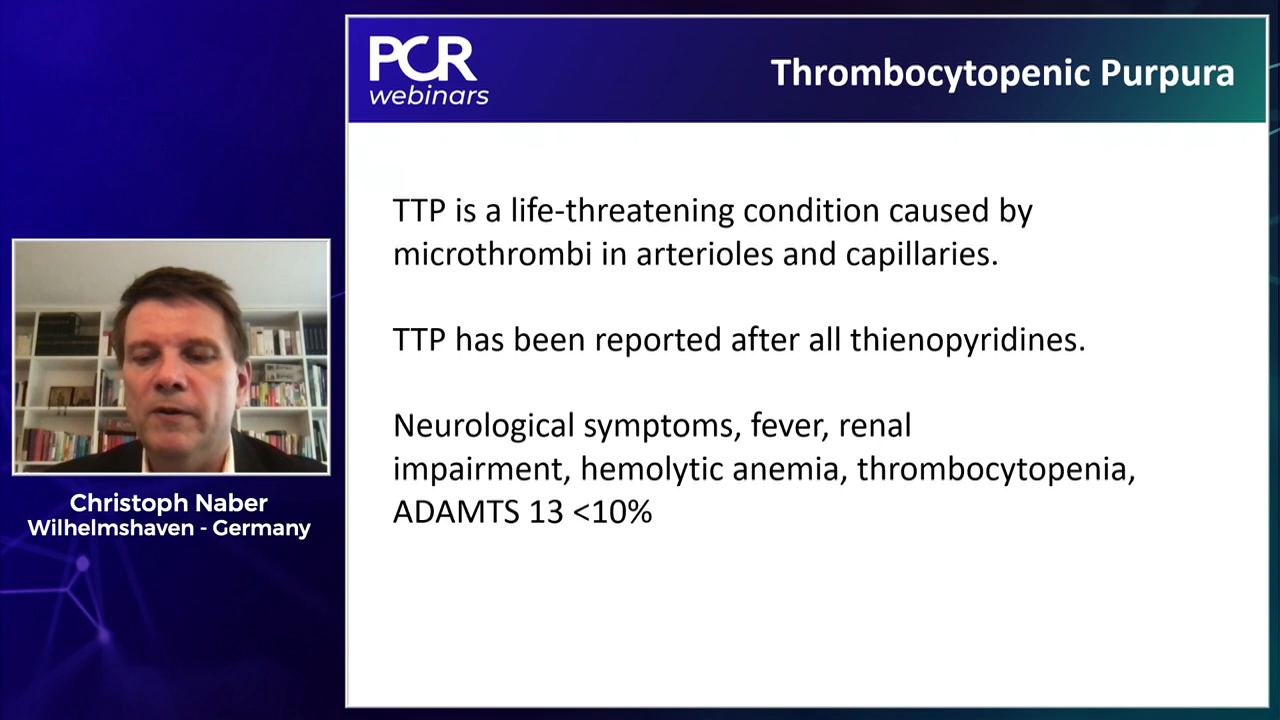 PCR
webinars
Thrombocytopenic Purpura
TTP is a life-threatening condition caused by
microthrombi in arterioles and capillaries.
TTP has been reported after all thienopyridines.
Neurological symptoms, fever, renal
impairment, hemolytic anemia, thrombocytopenia,
ADAMTS 13 <10%
Christoph Naber
Wilhelmshaven - Germany